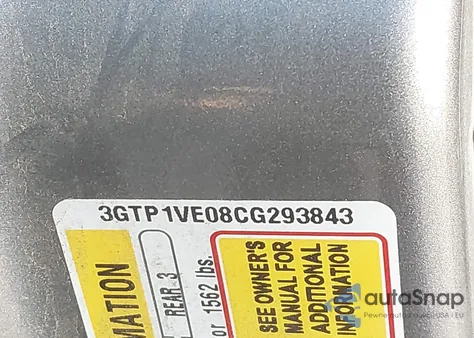 3GTP1VE08CG293843
MATION
REAR 3
or 1562 lbs.
SEE OWNER'S
MANUAL FOR
ADDITIONAL
INFORMATION
autoSnap